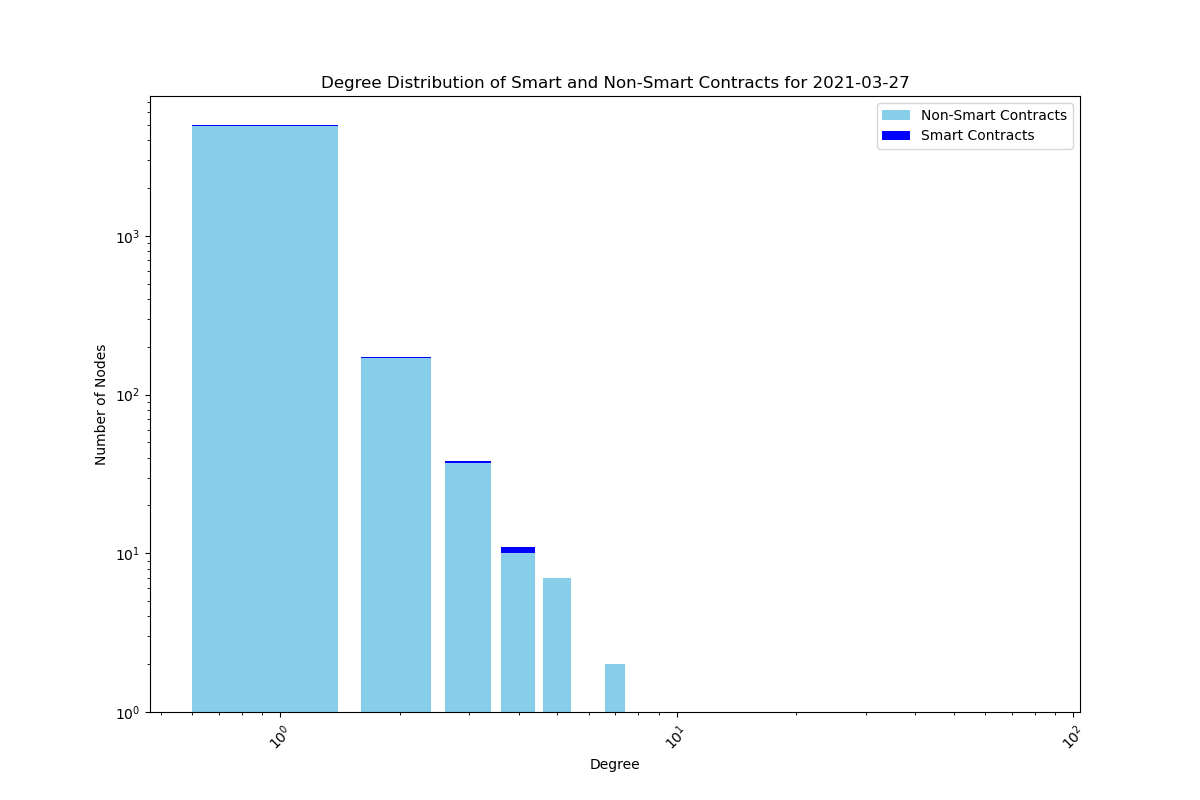 Degree Distribution of Smart and Non-Smart Contracts for 2021-03-27
Non-Smart Contracts
Smart Contracts
Number of Nodes
10³
10²
10¹
10⁰
10⁰
10¹
10²
Degree